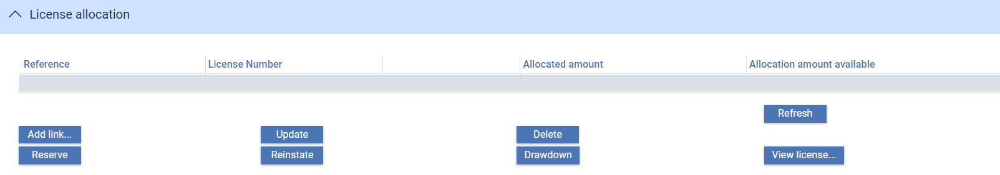 License allocation
Reference License Number Allocated amount Allocation amount available
Refresh
Add link... Update Delete
Reserve Reinstate Drawdown View license...